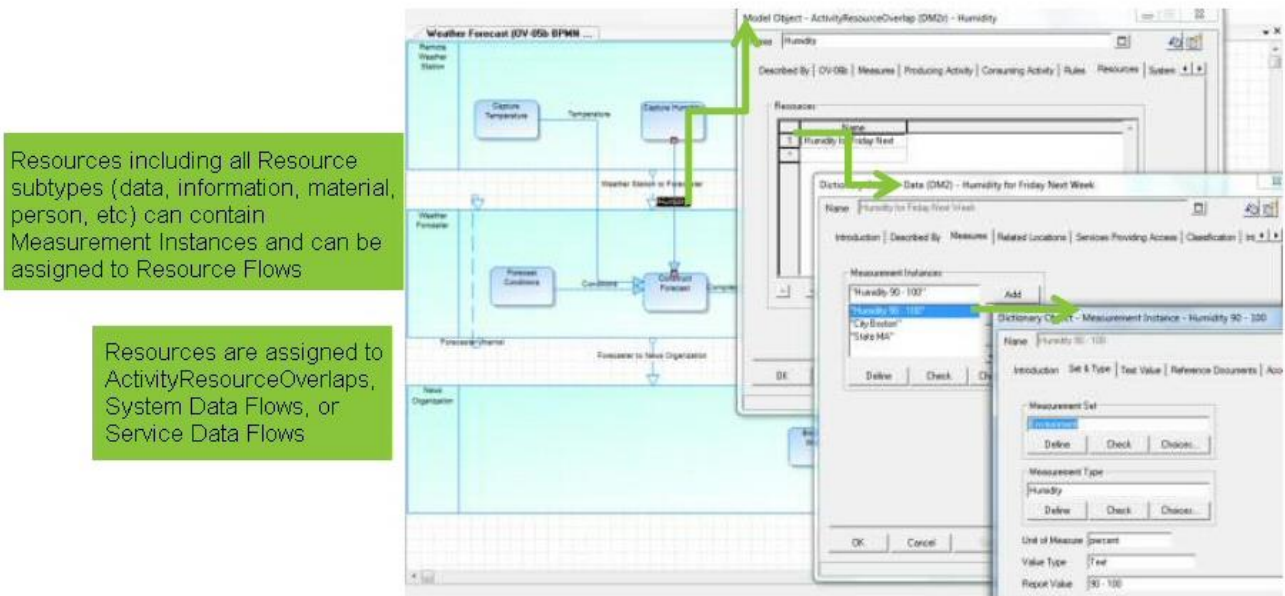 Resources including all Resource
subtypes (data, information, material,
person, etc) can contain
Measurement Instances and can be
assigned to Resource Flows
Resources are assigned to
ActivityResourceOverlaps,
System Data Flows, or
Service Data Flows
Weather Forecast (OV-05b BPMN ...
Remote
Weather
Station
Capture
Temperature
Temperature
Capture Humidity
Weather Station to Forecaster
Weather
Forecaster
Forecast
Conditions
Conditions
Construct
Forecast
Forecaster Internal
Forecaster to News Organization
News
Organization
Model Object - ActivityResourceOverlap (DM2r) - Humidity
Humidity
Described By OV-06b Measures Producing Activity Consuming Activity Rules Resources System
Resources
Name
1 Humidity for Friday Next
OK
Data (DM2) - Humidity for Friday Next Week
Name Humidity for Friday Next Week
Introduction Described By Measures Related Locations Services Providing Access Classification
Measurement Instances
"Humidity 90 - 100"
"Humidity 90 - 100"
"City Boston"
"State MA"
Add
Define Check
OK Cancel
Dictionary Object - Measurement Instance - Humidity 90 - 100
Name Humidity 90 - 100
Introduction Set & Type Text Value Reference Documents
Measurement Set
Environment
Define Check Choices...
Measurement Type
Humidity
Define Check Choices...
Unit of Measure percent
Value Type Text
Report Value 90 - 100